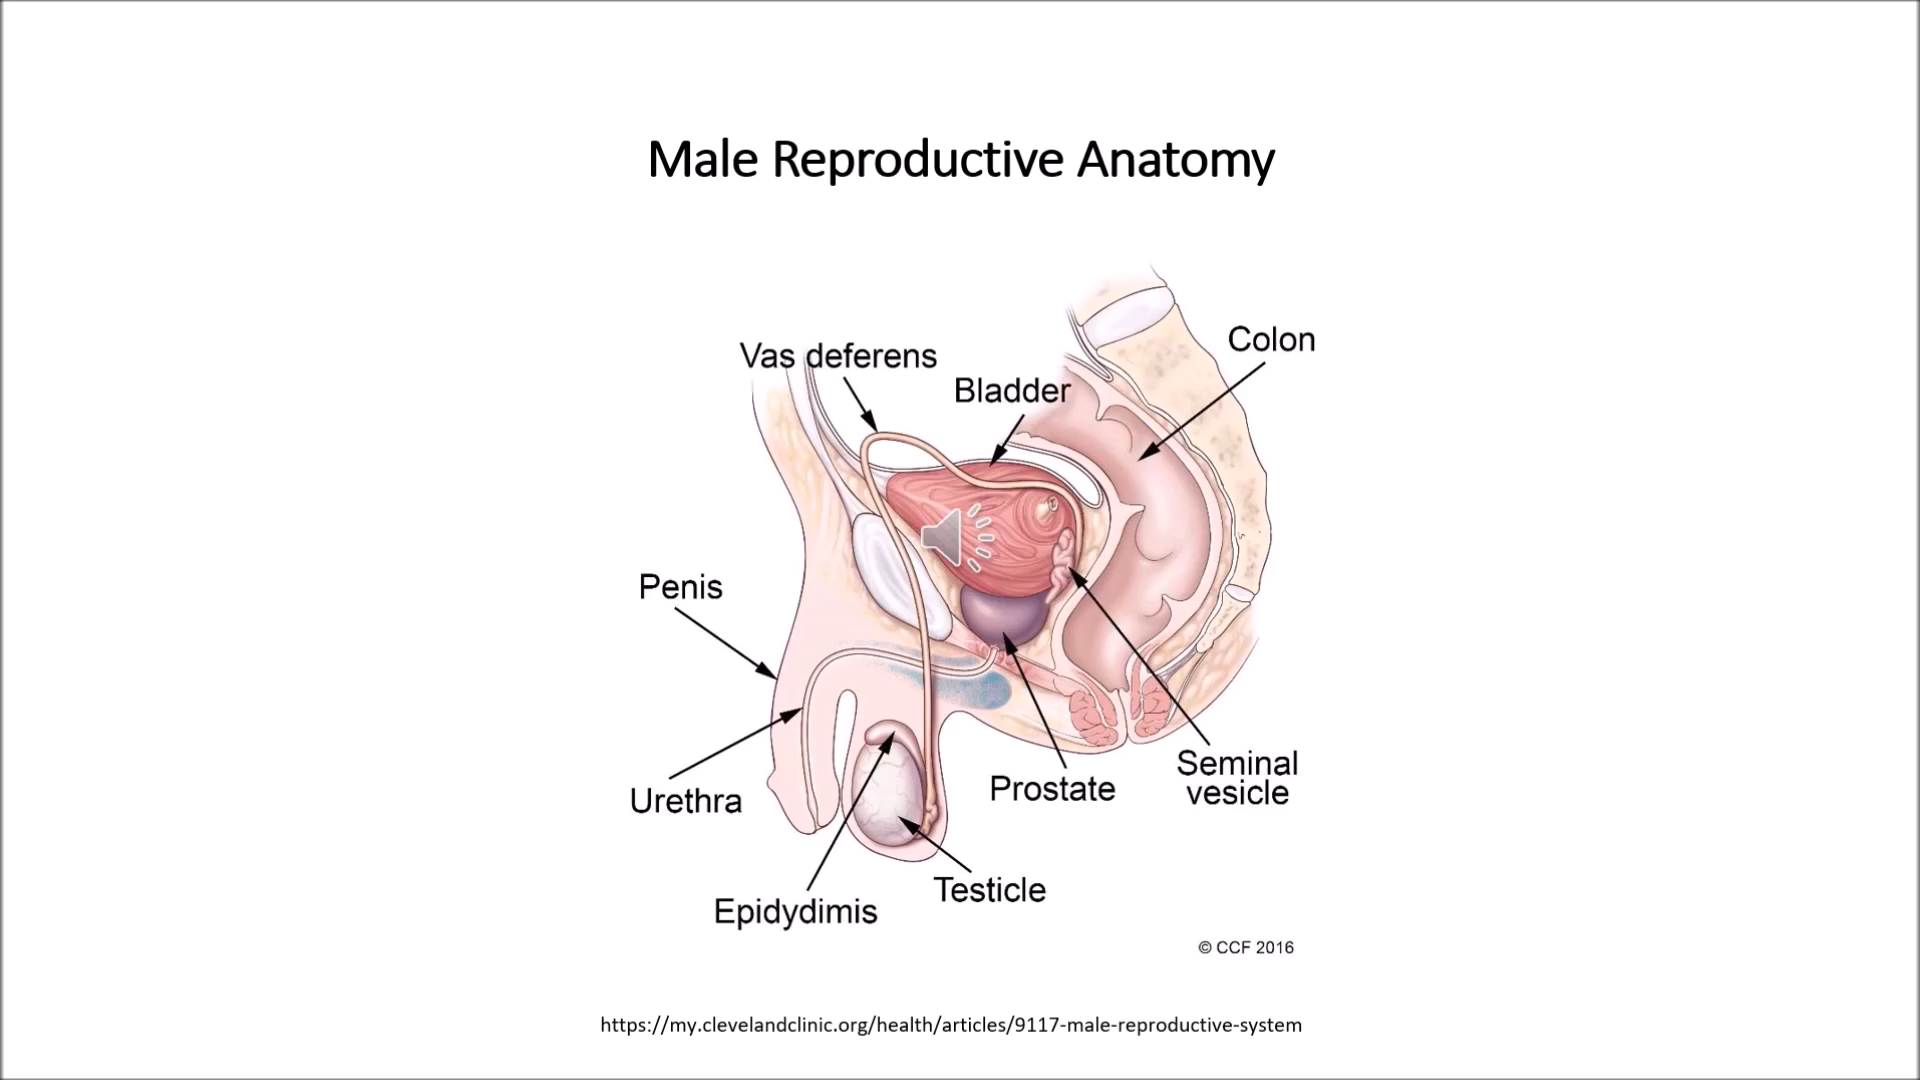 Male Reproductive Anatomy
Vas deferens
Bladder
Colon
Penis
Urethra
Prostate
Seminal
vesicle
Testicle
Epidydimis
© CCF 2016
https://my.clevelandclinic.org/health/articles/9117-male-reproductive-system